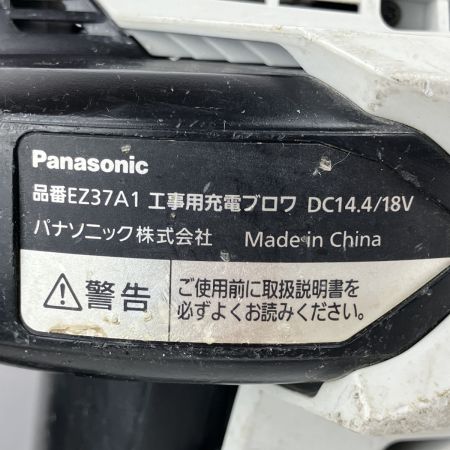 Panasonic
品番EZ37A1 工事用充電ブロワ DC14.4/18V
パナソニック株式会社 Made in China
警告
ご使用前に取扱説明書を
必ずよくお読みください。